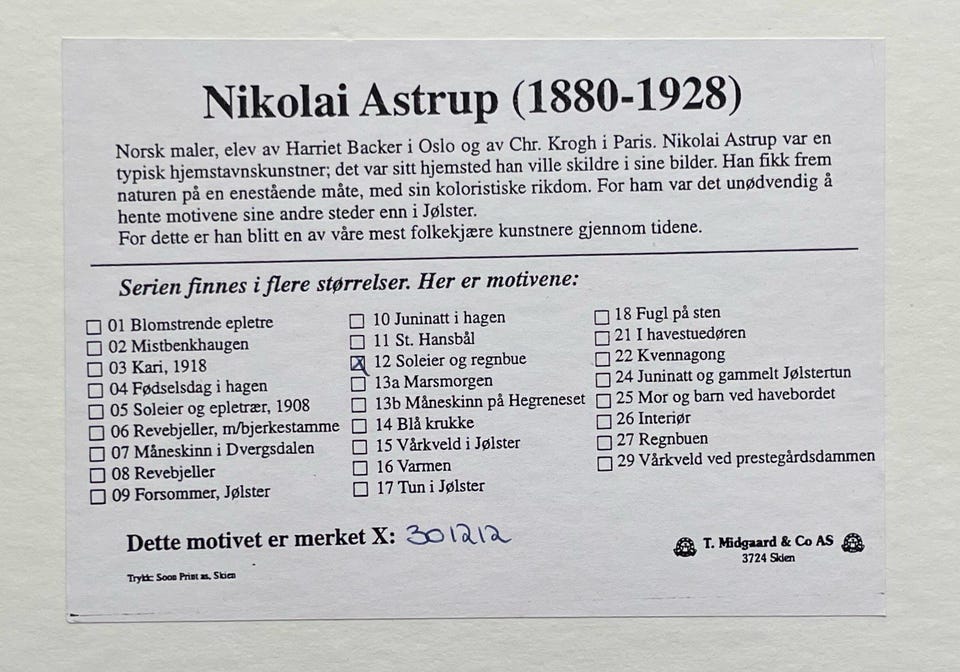 Nikolai Astrup (1880-1928)
Norsk maler, elev av Harriet Backer i Oslo og av Chr. Krogh i Paris. Nikolai Astrup var en
typisk hjemstavnskunstner; det var sitt hjemsted han ville skildre i sine bilder. Han fikk frem
naturen på en enestående måte, med sin koloristiske rikdom. For ham var det unødvendig å
hente motivene sine andre steder enn i Jølster.
For dette er han blitt en av våre mest folkekjære kunstnere gjennom tidene.
Serien finnes i flere størrelser. Her er motivene:
01 Blomstrende epletre
02 Mistbenkhaugen
03 Kari, 1918
04 Fødselsdag i hagen
05 Soleier og epletrær, 1908
06 Revebjeller, m/bjerkestamme
07 Måneskinn i Dvergsdalen
08 Revebjeller
09 Forsommer, Jølster
10 Juninatt i hagen
11 St. Hansbål
X 12 Soleier og regnbue
13a Marsmorgen
13b Måneskinn på Hegreneset
14 Blå krukke
15 Vårkveld i Jølster
16 Varmen
17 Tun i Jølster
18 Fugl på sten
21 I havestuedøren
22 Kvennagong
24 Juninatt og gammelt Jølstertun
25 Mor og barn ved havebordet
26 Interiør
27 Regnbuen
29 Vårkveld ved prestegårdsdammen
Dette motivet er merket X: 301212
T. Midgaard & Co AS
3724 Skien
Trykk: Soon Print as, Skien